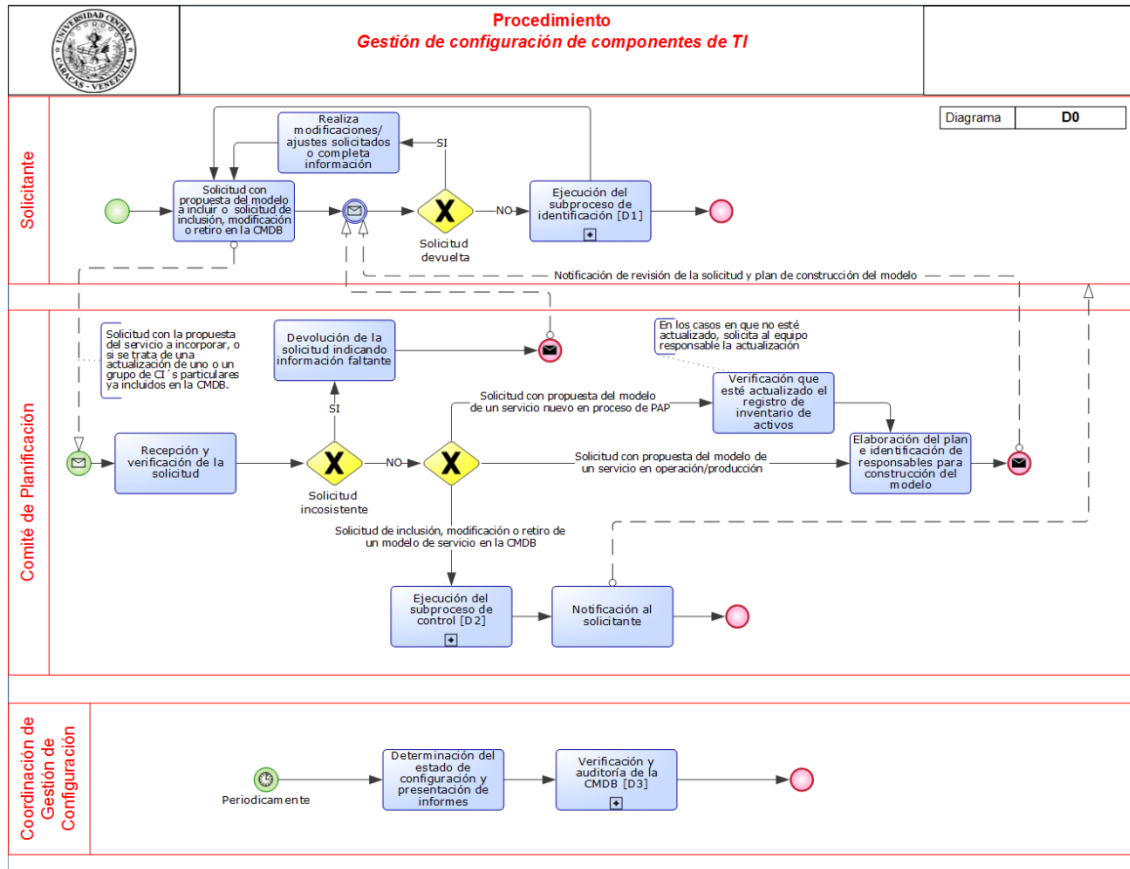 UNIVERSIDAD CENTRAL
CARACAS - VENEZUELA
Procedimiento
Gestión de configuración de componentes de TI
Diagrama
D0
Solicitante
Realiza
modificaciones/
ajustes solicitados
o completa
información
SI
Solicitud con
propuesta del modelo
a incluir o solicitud de
inclusión, modificación
o retiro en la CMDB
Solicitud
devuelta
NO
Ejecución del
subproceso de
identificación [D1]
Notificación de revisión de la solicitud y plan de construcción del modelo
Comité de Planificación
Solicitud con la propuesta
del servicio a incorporar, o
si se trata de una
actualización de uno o un
grupo de CI´s particulares
ya incluidos en la CMDB.
Devolución de la
solicitud indicando
información faltante
En los casos en que no esté
actualizado, solicita al equipo
responsable la actualización
Verificación que
esté actualizado el
registro de
inventario de
activos
Solicitud con propuesta del modelo
de un servicio nuevo en proceso de PAP
SI
Recepción y
verificación de la
solicitud
Solicitud
incosistente
NO
Solicitud con propuesta del modelo de
un servicio en operación/producción
Elaboración del plan
e identificación de
responsables para
construcción del
modelo
Solicitud de inclusión, modificación o retiro de
un modelo de servicio en la CMDB
Ejecución del
subproceso de
control [D2]
Notificación al
solicitante
Coordinación de
Gestión de
Configuración
Periodicamente
Determinación del
estado de
configuración y
presentación de
informes
Verificación y
auditoría de la
CMDB [D3]